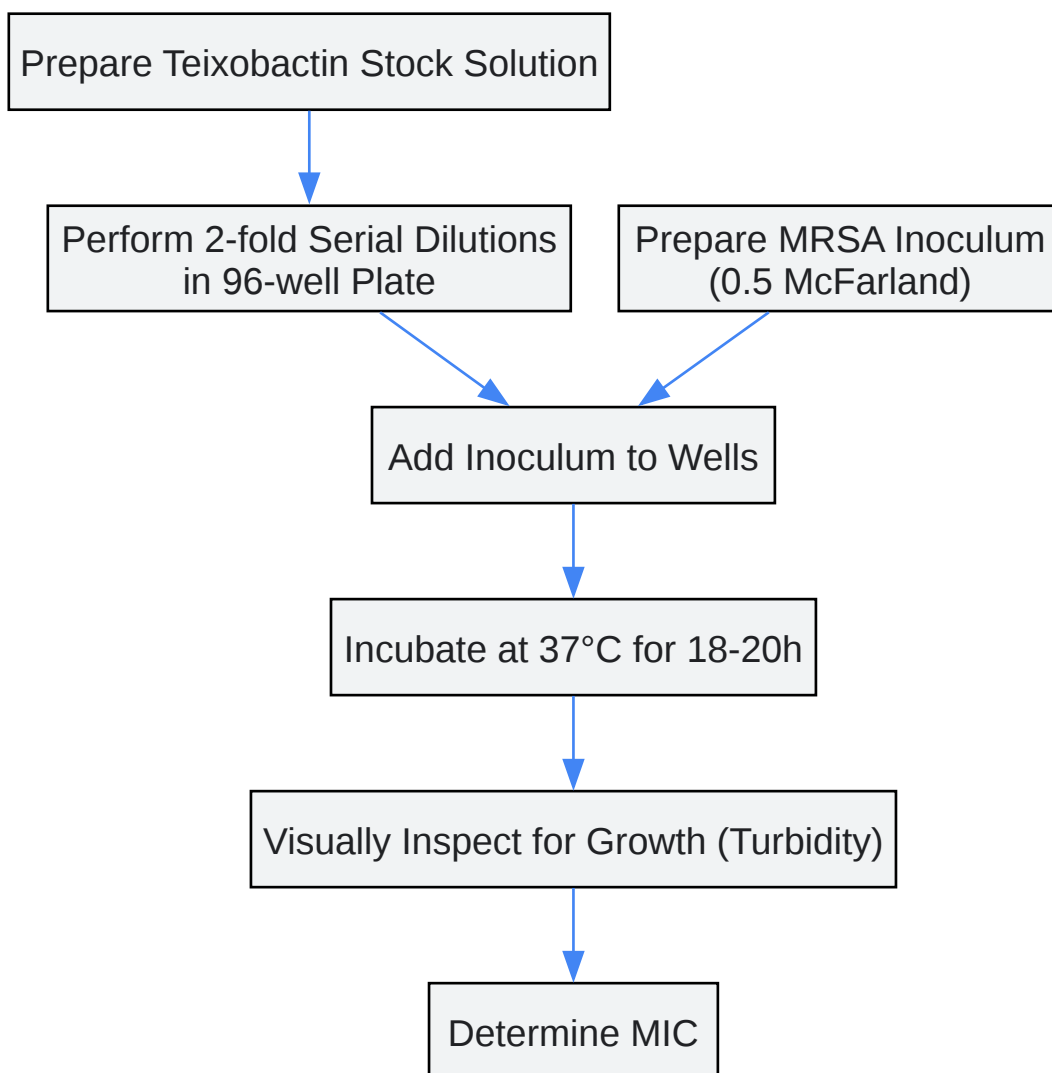 Prepare Teixobactin Stock Solution
Perform 2-fold Serial Dilutions
in 96-well Plate
Prepare MRSA Inoculum
(0.5 McFarland)
Add Inoculum to Wells
Incubate at 37°C for 18-20h
Visually Inspect for Growth (Turbidity)
Determine MIC